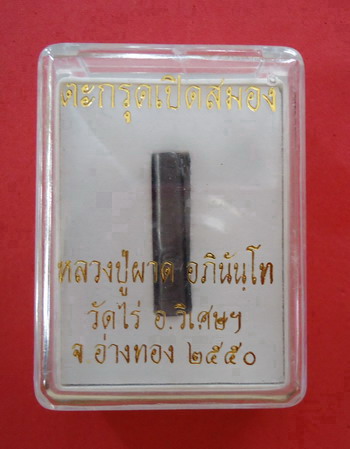 ตะกรุดเปิดสมอง
หลวงปู่ผาด อภินันฺโท
วัดไร่ อ.วิเศษฯ
จ.อ่างทอง ๒๕๕๐